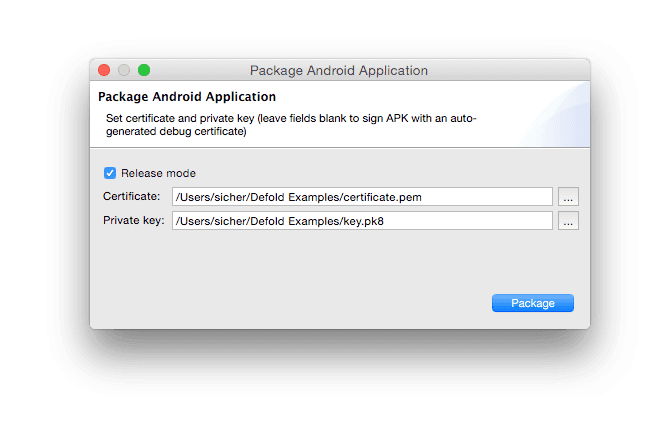 Package Android Application
Package Android Application
Set certificate and private key (leave fields blank to sign APK with an auto-
generated debug certificate)
Release mode
Certificate: /Users/sicher/Defold Examples/certificate.pem ...
Private key: /Users/sicher/Defold Examples/key.pk8 ...
Package